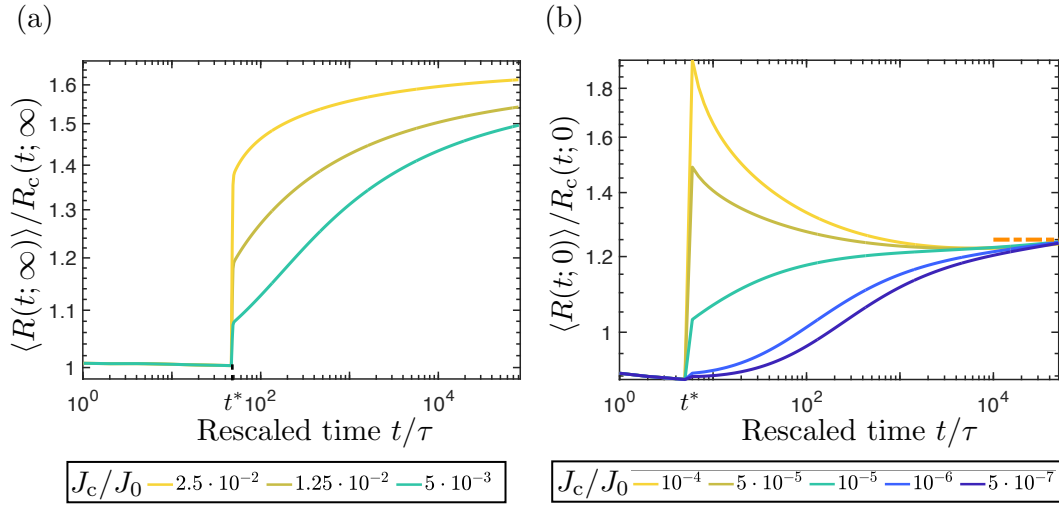 (a)
⟨R(t; ∞)⟩/R_c(t; ∞)
1.6
1.5
1.4
1.3
1.2
1.1
1
10^0
t*
10^2
10^4
Rescaled time t/τ
J_c/J_0
2.5 · 10^{-2}
1.25 · 10^{-2}
5 · 10^{-3}
(b)
⟨R(t; 0)⟩/R_c(t; 0)
1.8
1.6
1.4
1.2
1
10^0
t*
10^2
10^4
Rescaled time t/τ
J_c/J_0
10^{-4}
5 · 10^{-5}
10^{-5}
10^{-6}
5 · 10^{-7}